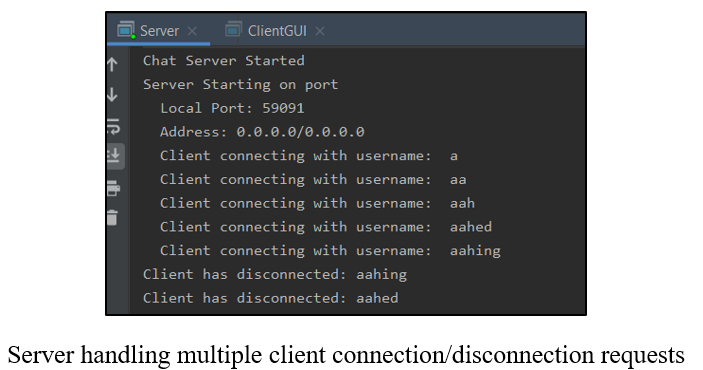 Server ClientGUI
Chat Server Started
Server Starting on port
Local Port: 59091
Address: 0.0.0.0/0.0.0.0
Client connecting with username: a
Client connecting with username: aa
Client connecting with username: aah
Client connecting with username: aahed
Client connecting with username: aahing
Client has disconnected: aahing
Client has disconnected: aahed
Server handling multiple client connection/disconnection requests